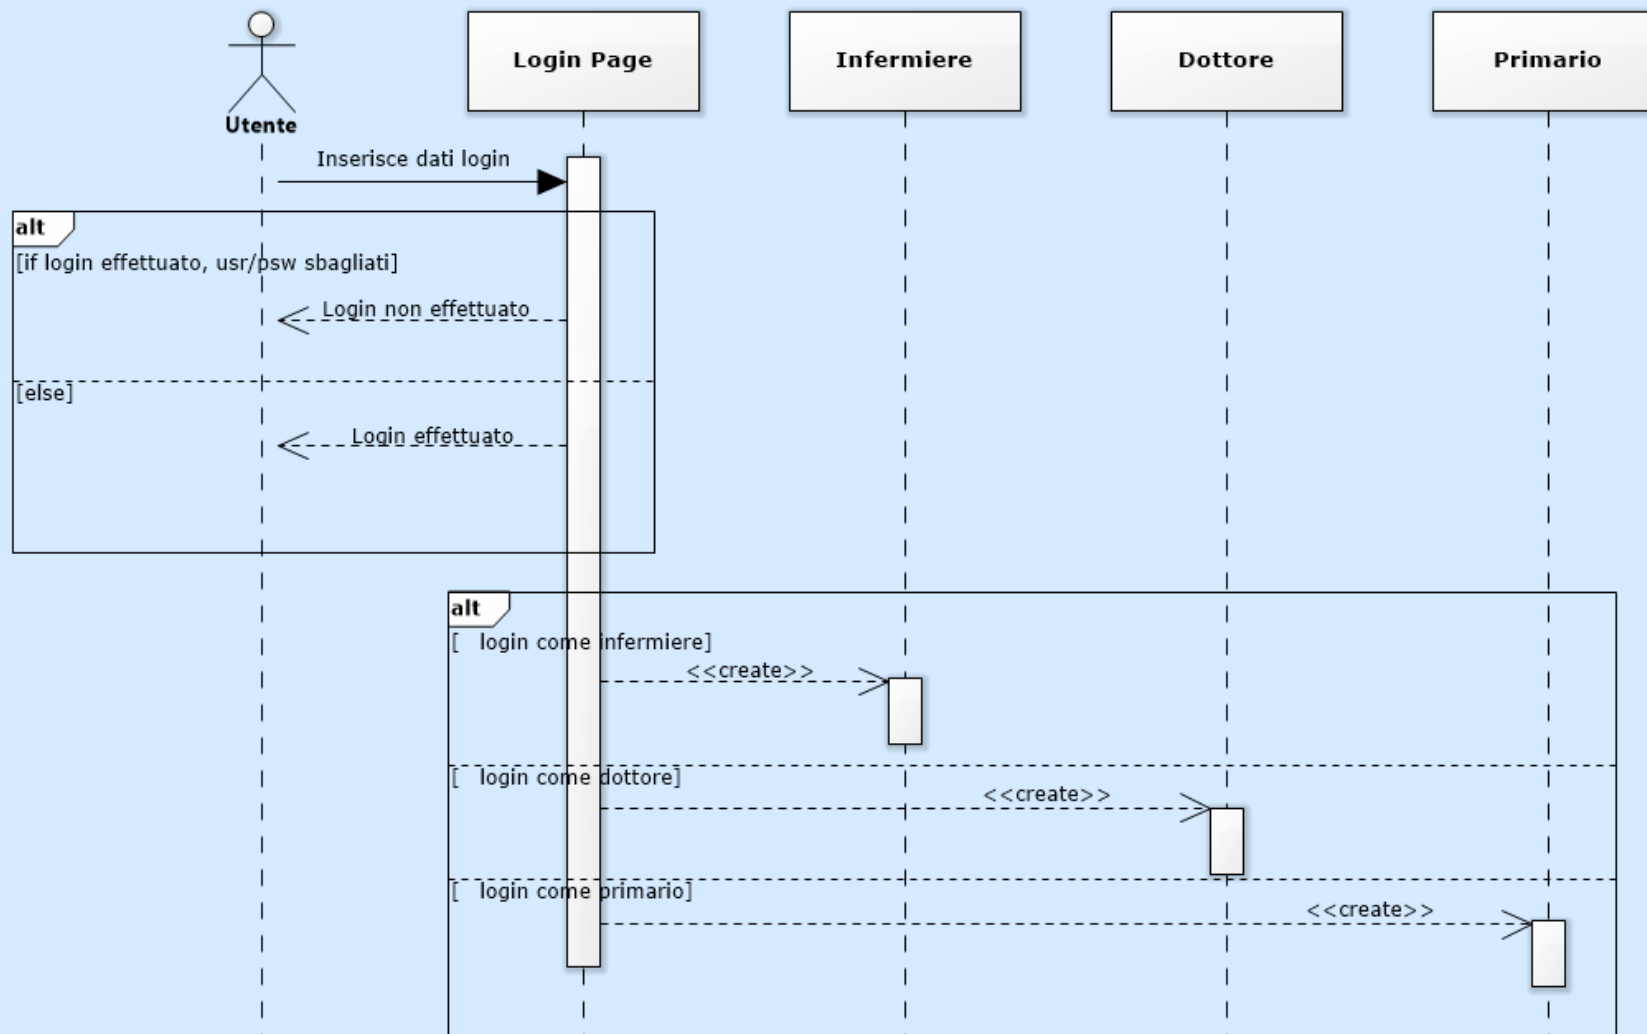 Utente
Login Page
Infermiere
Dottore
Primario
Inserisce dati login
alt
[if login effettuato, usr/psw sbagliati]
Login non effettuato
[else]
Login effettuato
alt
[ login come infermiere]
<<create>>
[ login come dottore]
<<create>>
[ login come primario]
<<create>>